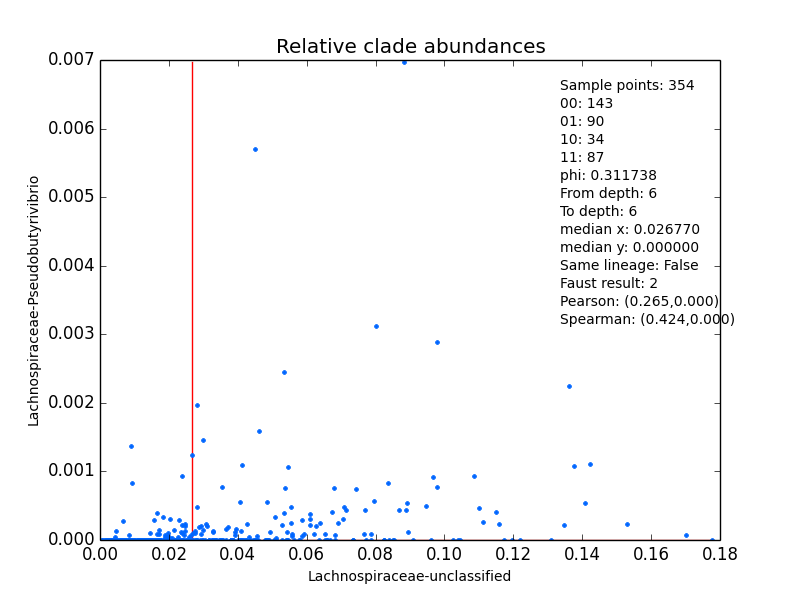 Relative clade abundances
0.007
0.006
0.005
0.004
0.003
0.002
0.001
0.000
Lachnospiraceae-Pseudobutyrivibrio
Sample points: 354
00: 143
01: 90
10: 34
11: 87
phi: 0.311738
From depth: 6
To depth: 6
median x: 0.026770
median y: 0.000000
Same lineage: False
Faust result: 2
Pearson: (0.265,0.000)
Spearman: (0.424,0.000)
0.00 0.02 0.04 0.06 0.08 0.10 0.12 0.14 0.16 0.18
Lachnospiraceae-unclassified